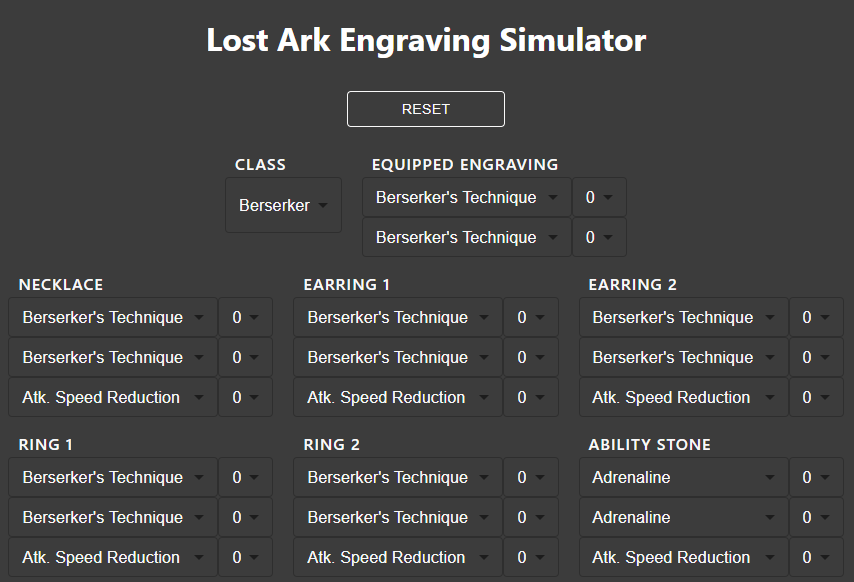 Lost Ark Engraving Simulator
RESET
CLASS
Berserker
EQUIPPED ENGRAVING
Berserker's Technique 0
Berserker's Technique 0
NECKLACE
Berserker's Technique 0
Berserker's Technique 0
Atk. Speed Reduction 0
EARRING 1
Berserker's Technique 0
Berserker's Technique 0
Atk. Speed Reduction 0
EARRING 2
Berserker's Technique 0
Berserker's Technique 0
Atk. Speed Reduction 0
RING 1
Berserker's Technique 0
Berserker's Technique 0
Atk. Speed Reduction 0
RING 2
Berserker's Technique 0
Berserker's Technique 0
Atk. Speed Reduction 0
ABILITY STONE
Adrenaline 0
Adrenaline 0
Atk. Speed Reduction 0